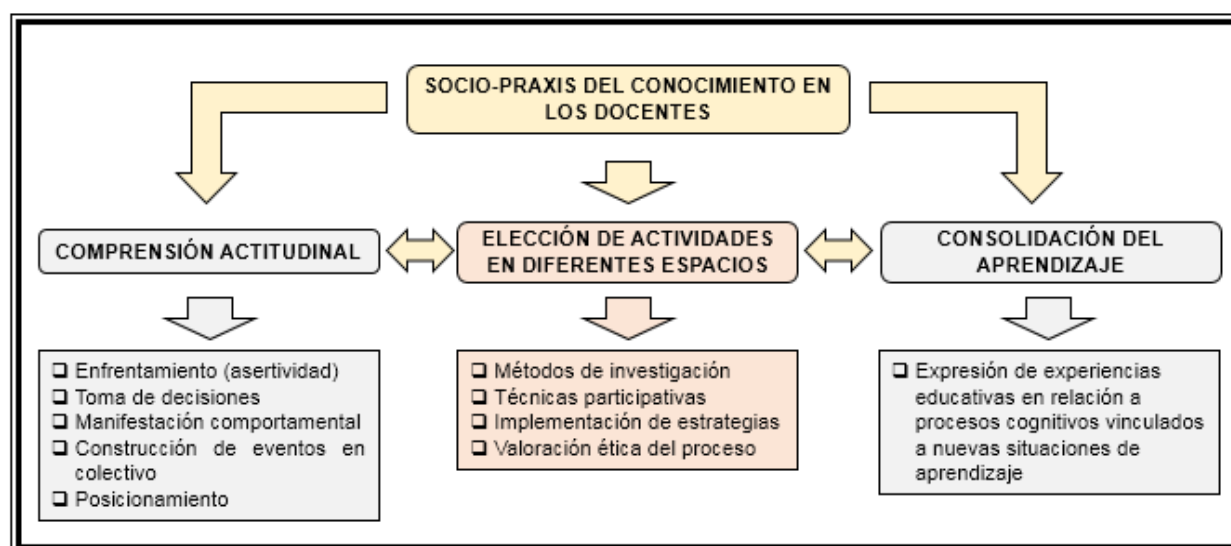 SOCIO-PRAXIS DEL CONOCIMIENTO EN
LOS DOCENTES
COMPRENSIÓN ACTITUDINAL
ELECCIÓN DE ACTIVIDADES
EN DIFERENTES ESPACIOS
CONSOLIDACIÓN DEL
APRENDIZAJE
❑ Enfrentamiento (asertividad)
❑ Toma de decisiones
❑ Manifestación comportamental
❑ Construcción de eventos en
colectivo
❑ Posicionamiento
❑ Métodos de investigación
❑ Técnicas participativas
❑ Implementación de estrategias
❑ Valoración ética del proceso
❑ Expresión de experiencias
educativas en relación a
procesos cognitivos vinculados
a nuevas situaciones de
aprendizaje